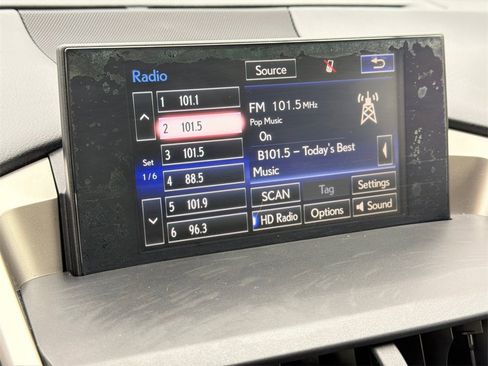 Radio
Source
1 101.1
2 101.5
3 101.5
4 88.5
5 101.9
6 96.3
Set
1/6
FM 101.5 MHz
Pop Music
On
B101.5 – Today's Best
Music
SCAN
Tag
Settings
HD Radio
Options
Sound